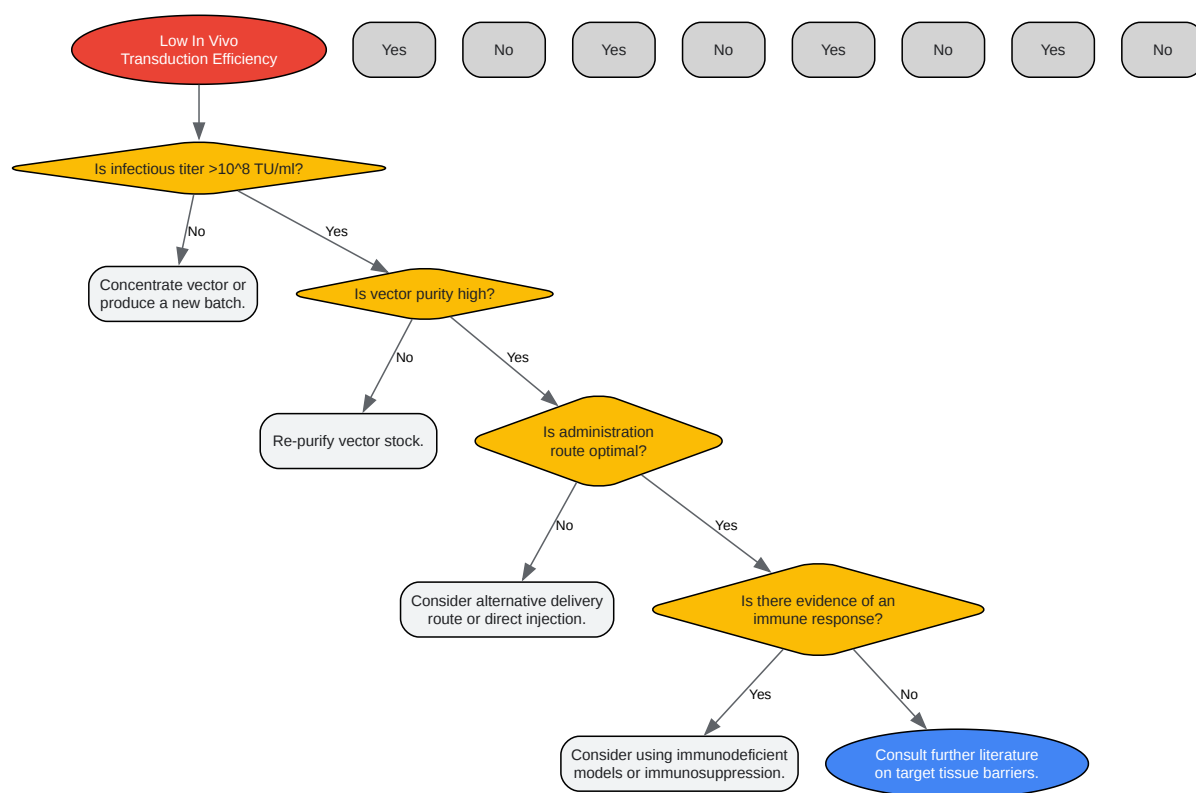 Low In Vivo
Transduction Efficiency
Yes
No
Yes
No
Yes
No
Yes
No
Is infectious titer >10^8 TU/ml?
No
Yes
Concentrate vector or
produce a new batch.
Is vector purity high?
No
Yes
Re-purify vector stock.
Is administration
route optimal?
No
Yes
Consider alternative delivery
route or direct injection.
Is there evidence of an
immune response?
Yes
No
Consider using immunodeficient
models or immunosuppression.
Consult further literature
on target tissue barriers.